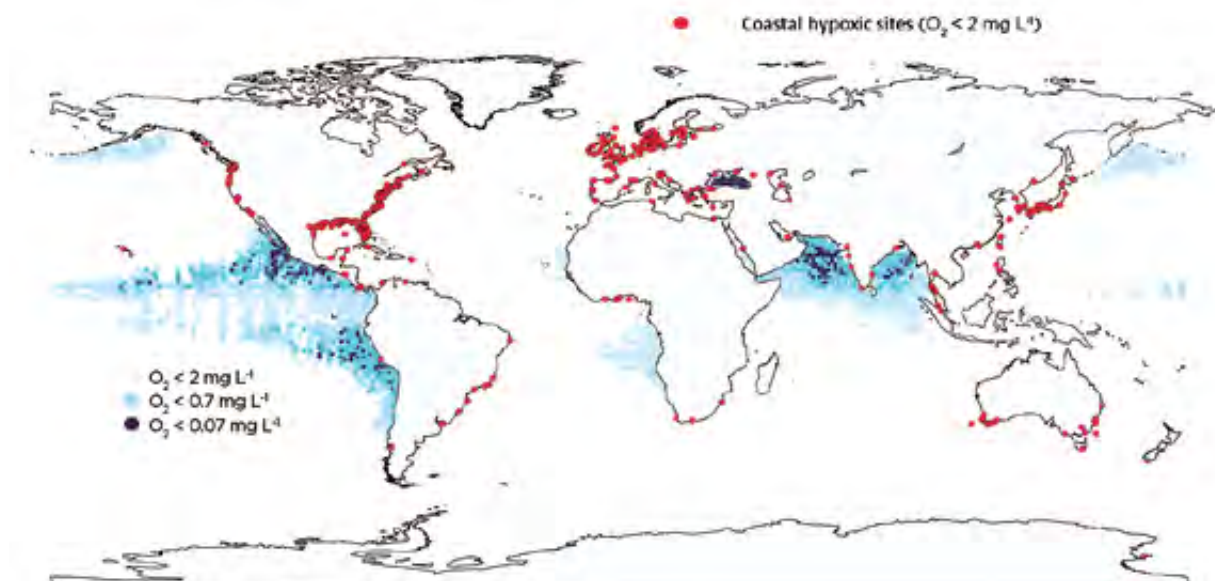 Coastal hypoxic sites (O₂ < 2 mg L⁻¹)
O₂ < 2 mg L⁻¹
O₂ < 0.7 mg L⁻¹
O₂ < 0.07 mg L⁻¹